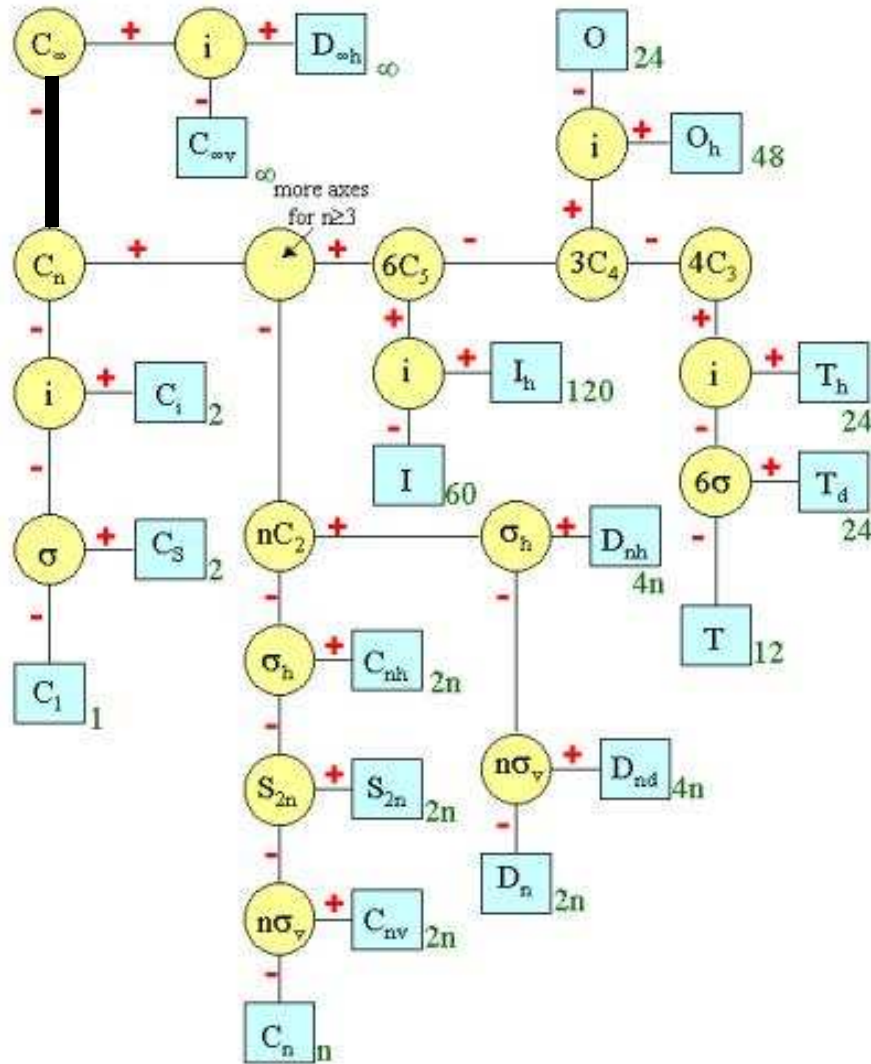 C∞ + i + D∞h ∞
O 24
- - -
C∞v ∞
i + Oh 48
more axes
for n≥3
+
Cn + + 6C5 - 3C4 - 4C3
- - + +
i + Ci 2
i + Ih 120
i + Th 24
- - -
I 60
6σ + Td 24
σ + CS 2
nC2 + σh + Dnh 4n
- - - -
C1 1
σh + Cnh 2n
T 12
-
S2n + S2n 2n
nσv + Dnd 4n
- -
nσv + Cnv 2n
Dn 2n
-
Cn n